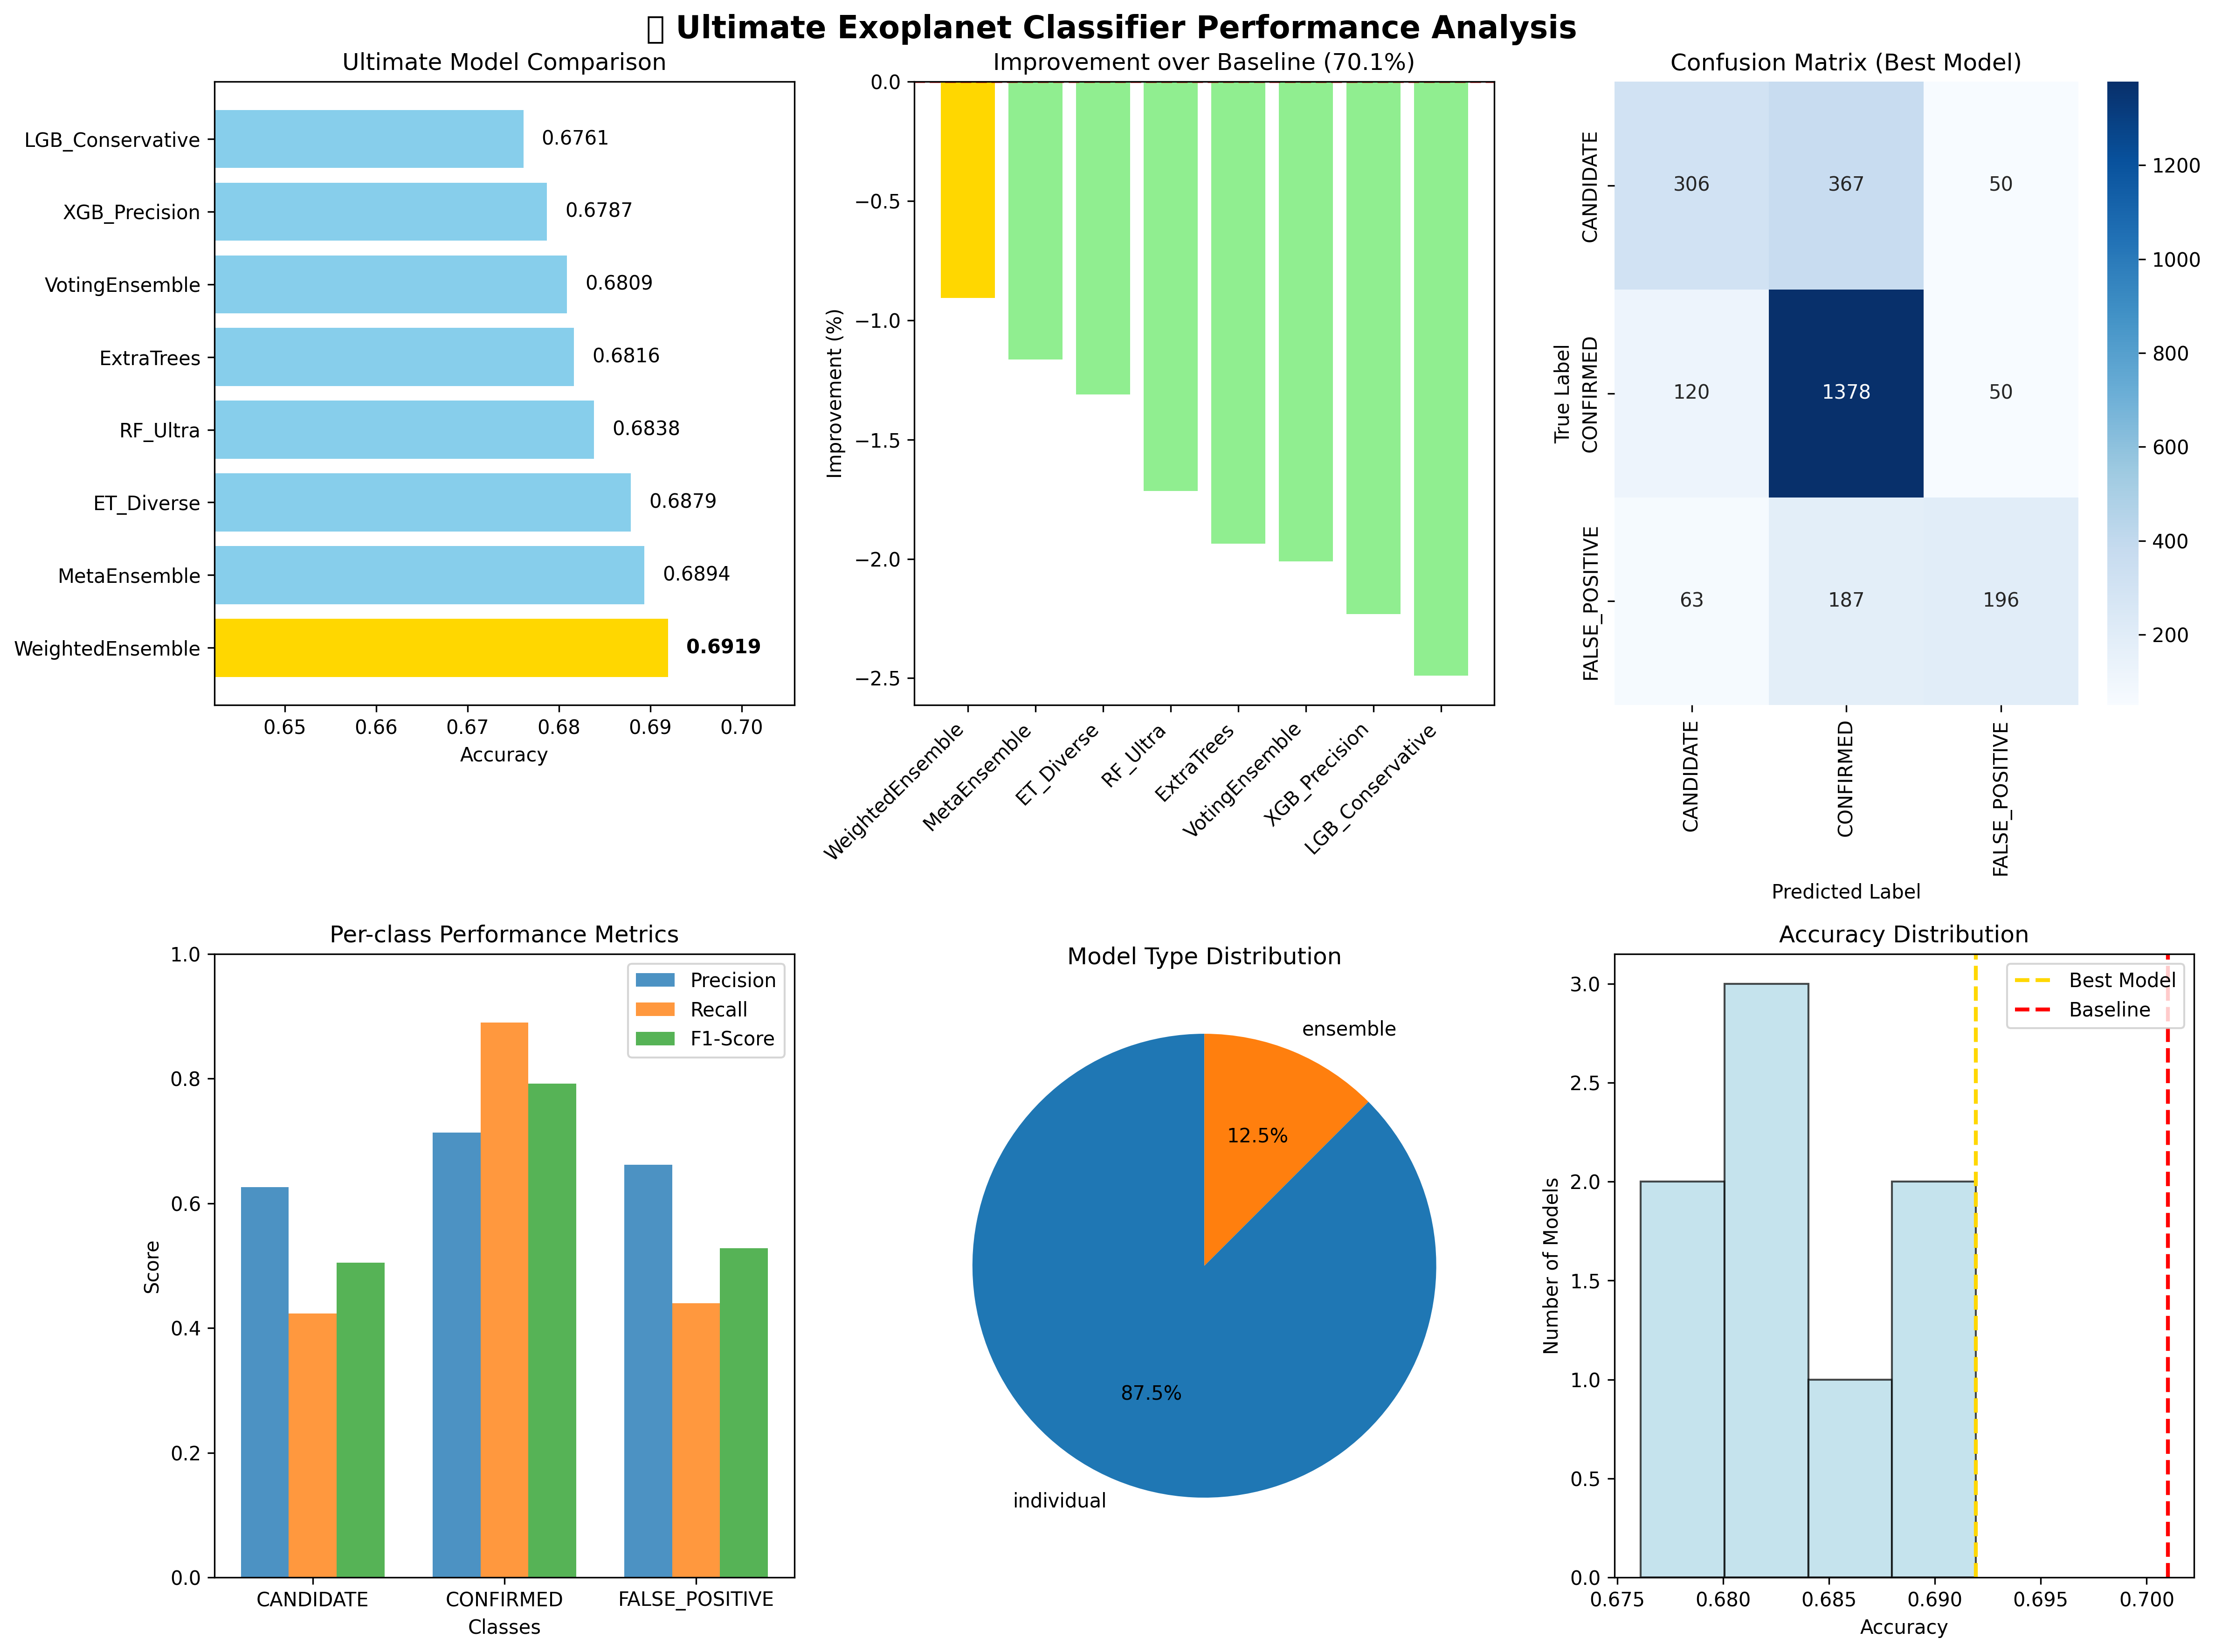 Ultimate Exoplanet Classifier Performance Analysis
Ultimate Model Comparison
LGB_Conservative
XGB_Precision
VotingEnsemble
ExtraTrees
RF_Ultra
ET_Diverse
MetaEnsemble
WeightedEnsemble
0.6761
0.6787
0.6809
0.6816
0.6838
0.6879
0.6894
0.6919
0.65 0.66 0.67 0.68 0.69 0.70
Accuracy
Improvement over Baseline (70.1%)
Improvement (%)
0.0
−0.5
−1.0
−1.5
−2.0
−2.5
WeightedEnsemble
MetaEnsemble
ET_Diverse
RF_Ultra
ExtraTrees
VotingEnsemble
XGB_Precision
LGB_Conservative
Confusion Matrix (Best Model)
True Label
CANDIDATE
CONFIRMED
FALSE_POSITIVE
306 367 50
120 1378 50
63 187 196
CANDIDATE
CONFIRMED
FALSE_POSITIVE
Predicted Label
1200
1000
800
600
400
200
Per-class Performance Metrics
Score
1.0
0.8
0.6
0.4
0.2
0.0
Precision
Recall
F1-Score
CANDIDATE CONFIRMED FALSE_POSITIVE
Classes
Model Type Distribution
ensemble
12.5%
87.5%
individual
Accuracy Distribution
Number of Models
3.0
2.5
2.0
1.5
1.0
0.5
0.0
Best Model
Baseline
0.675 0.680 0.685 0.690 0.695 0.700
Accuracy